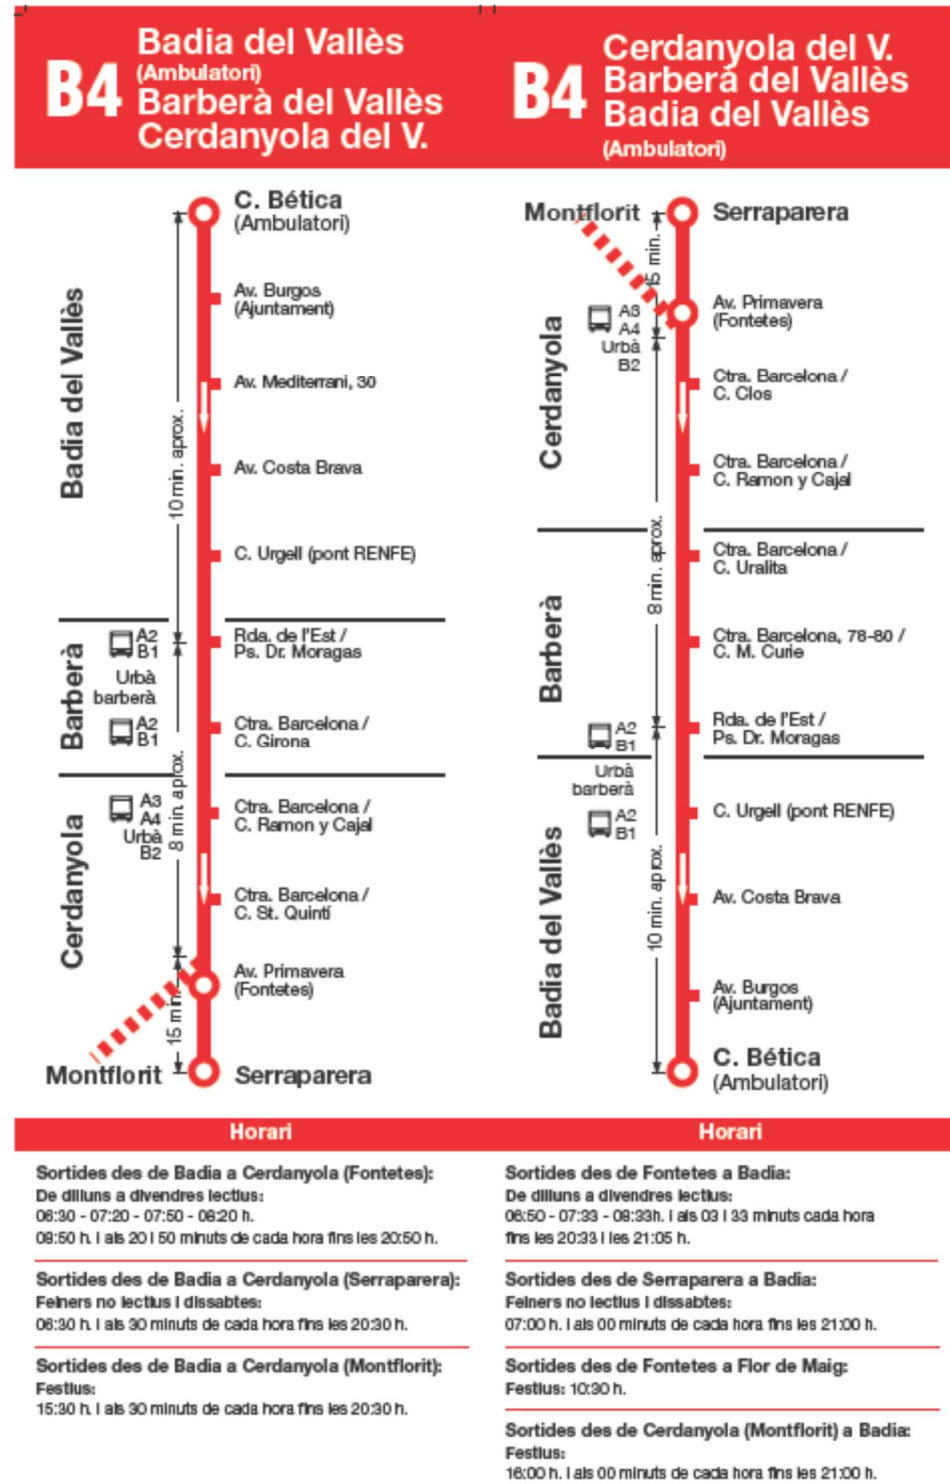 B4
Badia del Vallès
(Ambulatori)
Barberà del Vallès
Cerdanyola del V.
C. Bética
(Ambulatori)
Av. Burgos
(Ajuntament)
Av. Mediterrani, 30
Av. Costa Brava
C. Urgell (pont RENFE)
Rda. de l'Est /
Ps. Dr. Moragas
Ctra. Barcelona /
C. Girona
Ctra. Barcelona /
C. Ramon y Cajal
Ctra. Barcelona /
C. St. Quintí
Av. Primavera
(Fontetes)
Montflorit
Serraparera
Badia del Vallès
Barberà
Cerdanyola
10 min. aprox.
8 min. aprox.
15 min.
A2
B1
Urbà
barberà
A2
B1
A3
A4
Urbà
B2
B4
Cerdanyola del V.
Barberà del Vallès
Badia del Vallès
(Ambulatori)
Montflorit
Serraparera
Av. Primavera
(Fontetes)
Ctra. Barcelona /
C. Clos
Ctra. Barcelona /
C. Ramon y Cajal
Ctra. Barcelona /
C. Uralita
Ctra. Barcelona, 78-80 /
C. M. Curie
Rda. de l'Est /
Ps. Dr. Moragas
C. Urgell (pont RENFE)
Av. Costa Brava
Av. Burgos
(Ajuntament)
C. Bética
(Ambulatori)
Cerdanyola
Barberà
Badia del Vallès
15 min.
8 min. aprox.
10 min. aprox.
A3
A4
Urbà
B2
A2
B1
Urbà
barberà
A2
B1
Horari
Sortides des de Badia a Cerdanyola (Fontetes):
De dilluns a divendres lectius:
06:30 - 07:20 - 07:50 - 08:20 h.
08:50 h. i als 20 i 50 minuts de cada hora fins les 20:50 h.
Sortides des de Badia a Cerdanyola (Serraparera):
Feiners no lectius i dissabtes:
06:30 h. i als 30 minuts de cada hora fins les 20:30 h.
Sortides des de Badia a Cerdanyola (Montflorit):
Festius:
15:30 h. i als 30 minuts de cada hora fins les 20:30 h.
Horari
Sortides des de Fontetes a Badia:
De dilluns a divendres lectius:
06:50 - 07:33 - 08:33h. i als 03 i 33 minuts cada hora
fins les 20:33 i les 21:05 h.
Sortides des de Serraparera a Badia:
Feiners no lectius i dissabtes:
07:00 h. i als 00 minuts de cada hora fins les 21:00 h.
Sortides des de Fontetes a Flor de Maig:
Festius: 10:30 h.
Sortides des de Cerdanyola (Montflorit) a Badia:
Festius:
16:00 h. i als 00 minuts de cada hora fins les 21:00 h.